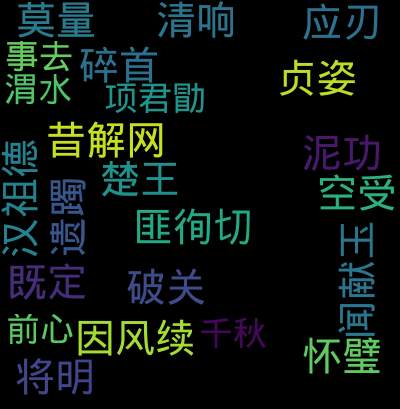 莫量
清响
应刃
事去
碎首
渭水
项君勖
贞姿
昔解网
泥功
汉祖德
遗躅
楚王
空受
匪徇切
闻献玉
既定
破关
前心
因风续
千秋
怀璧
将明